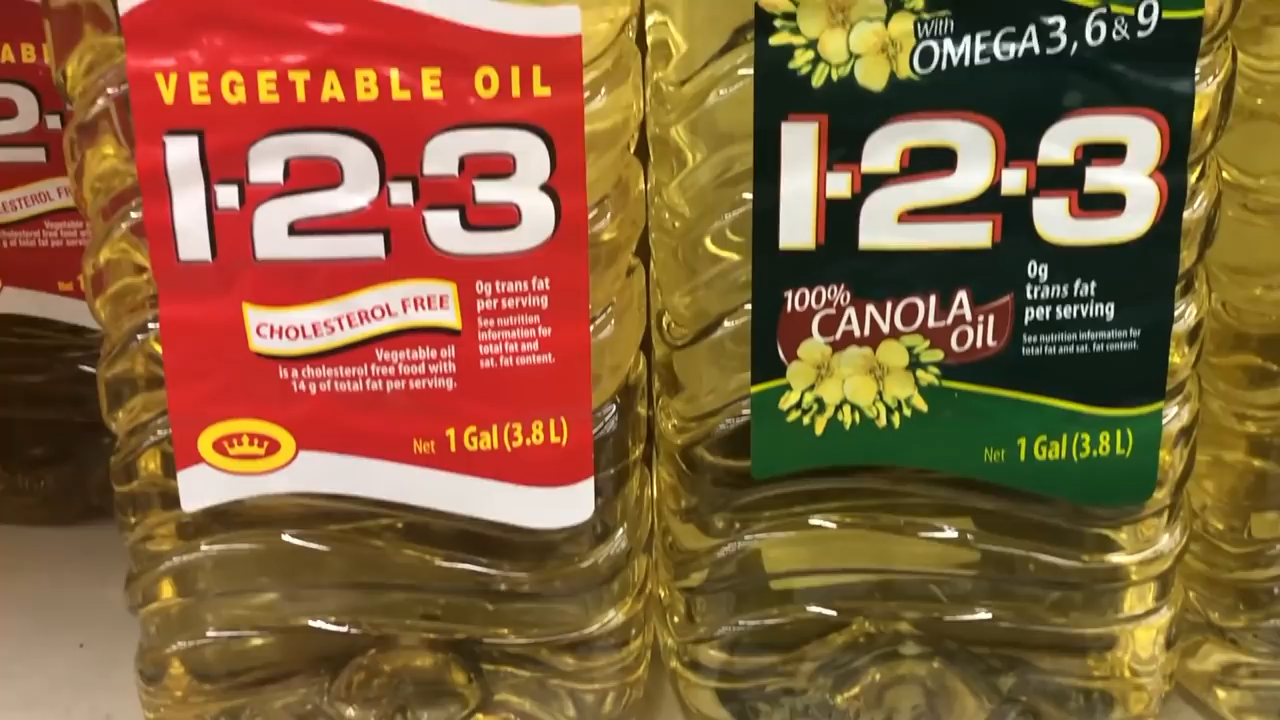 VEGETABLE OIL
1·2·3
CHOLESTEROL FREE
0g trans fat
per serving
See nutrition
information for
total fat and
sat. fat content.
Vegetable oil
is a cholesterol free food with
14 g of total fat per serving.
Net 1 Gal (3.8 L)
With
OMEGA 3, 6 & 9
1·2·3
100%
CANOLA
oil
0g
trans fat
per serving
See nutrition information for
total fat and sat. fat content.
Net 1 Gal (3.8 L)